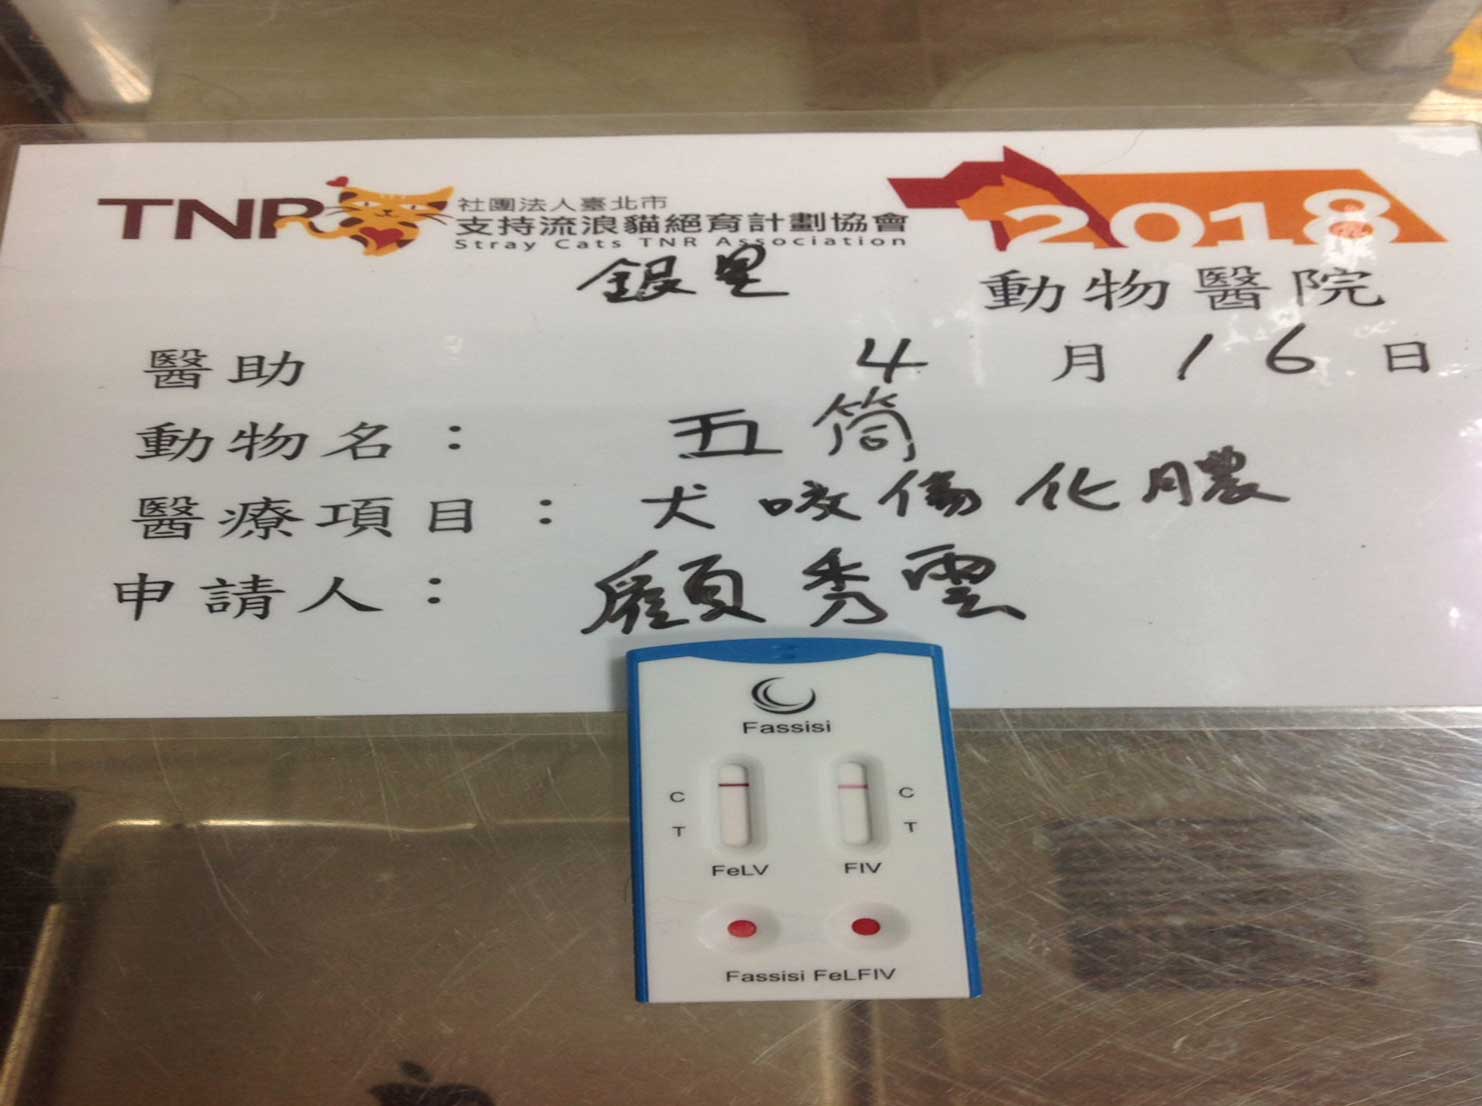 TNR 社團法人臺北市
支持流浪貓絕育計劃協會
Stray Cats TNR Association
2018
銀星 動物醫院
醫助 4 月 16 日
動物名: 五筒
醫療項目: 犬咬傷化膿
申請人: 顧秀雲
Fassisi
C C
T T
FeLV FIV
Fassisi FeLFIV